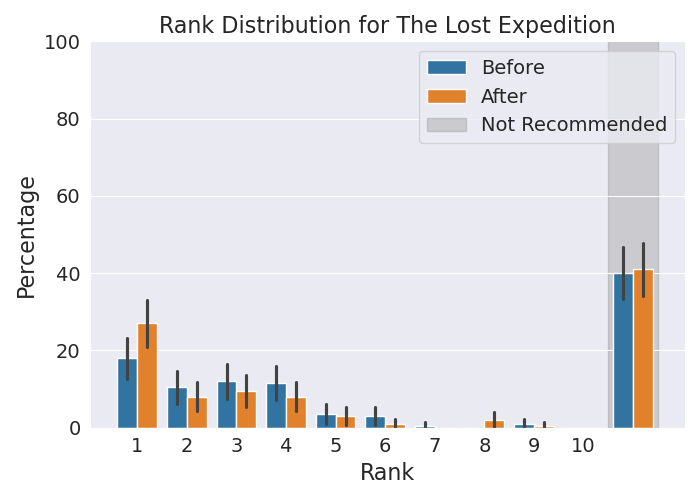 Rank Distribution for The Lost Expedition
100
80
60
40
20
0
Percentage
Before
After
Not Recommended
1 2 3 4 5 6 7 8 9 10
Rank